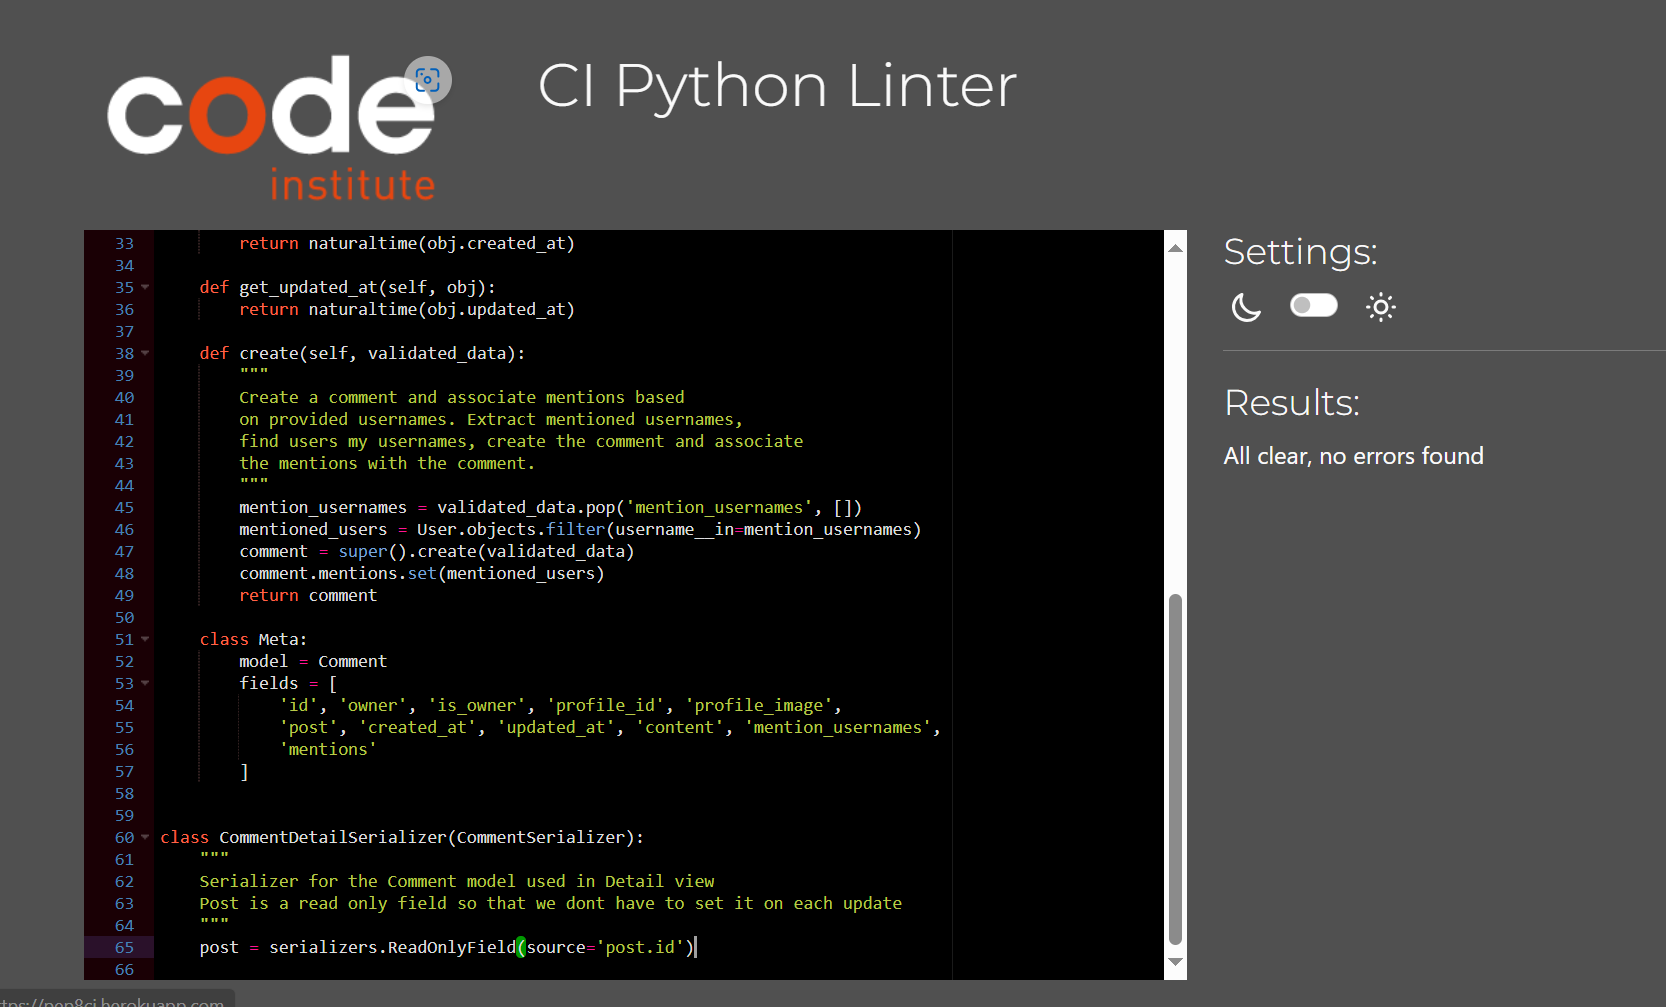 code
institute
CI Python Linter
33 return naturaltime(obj.created_at)
34
35 def get_updated_at(self, obj):
36 return naturaltime(obj.updated_at)
37
38 def create(self, validated_data):
39 """
40 Create a comment and associate mentions based
41 on provided usernames. Extract mentioned usernames,
42 find users my usernames, create the comment and associate
43 the mentions with the comment.
44 """
45 mention_usernames = validated_data.pop('mention_usernames', [])
46 mentioned_users = User.objects.filter(username__in=mention_usernames)
47 comment = super().create(validated_data)
48 comment.mentions.set(mentioned_users)
49 return comment
50
51 class Meta:
52 model = Comment
53 fields = [
54 'id', 'owner', 'is_owner', 'profile_id', 'profile_image',
55 'post', 'created_at', 'updated_at', 'content', 'mention_usernames',
56 'mentions'
57 ]
58
59
60 class CommentDetailSerializer(CommentSerializer):
61 """
62 Serializer for the Comment model used in Detail view
63 Post is a read only field so that we dont have to set it on each update
64 """
65 post = serializers.ReadOnlyField(source='post.id')
66
Settings:
Results:
All clear, no errors found